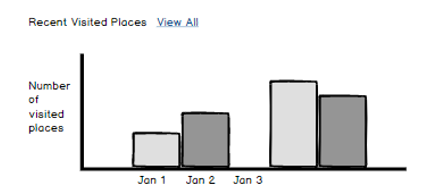 Recent Visited Places View All
Number
of
visited
places
Jan 1 Jan 2 Jan 3